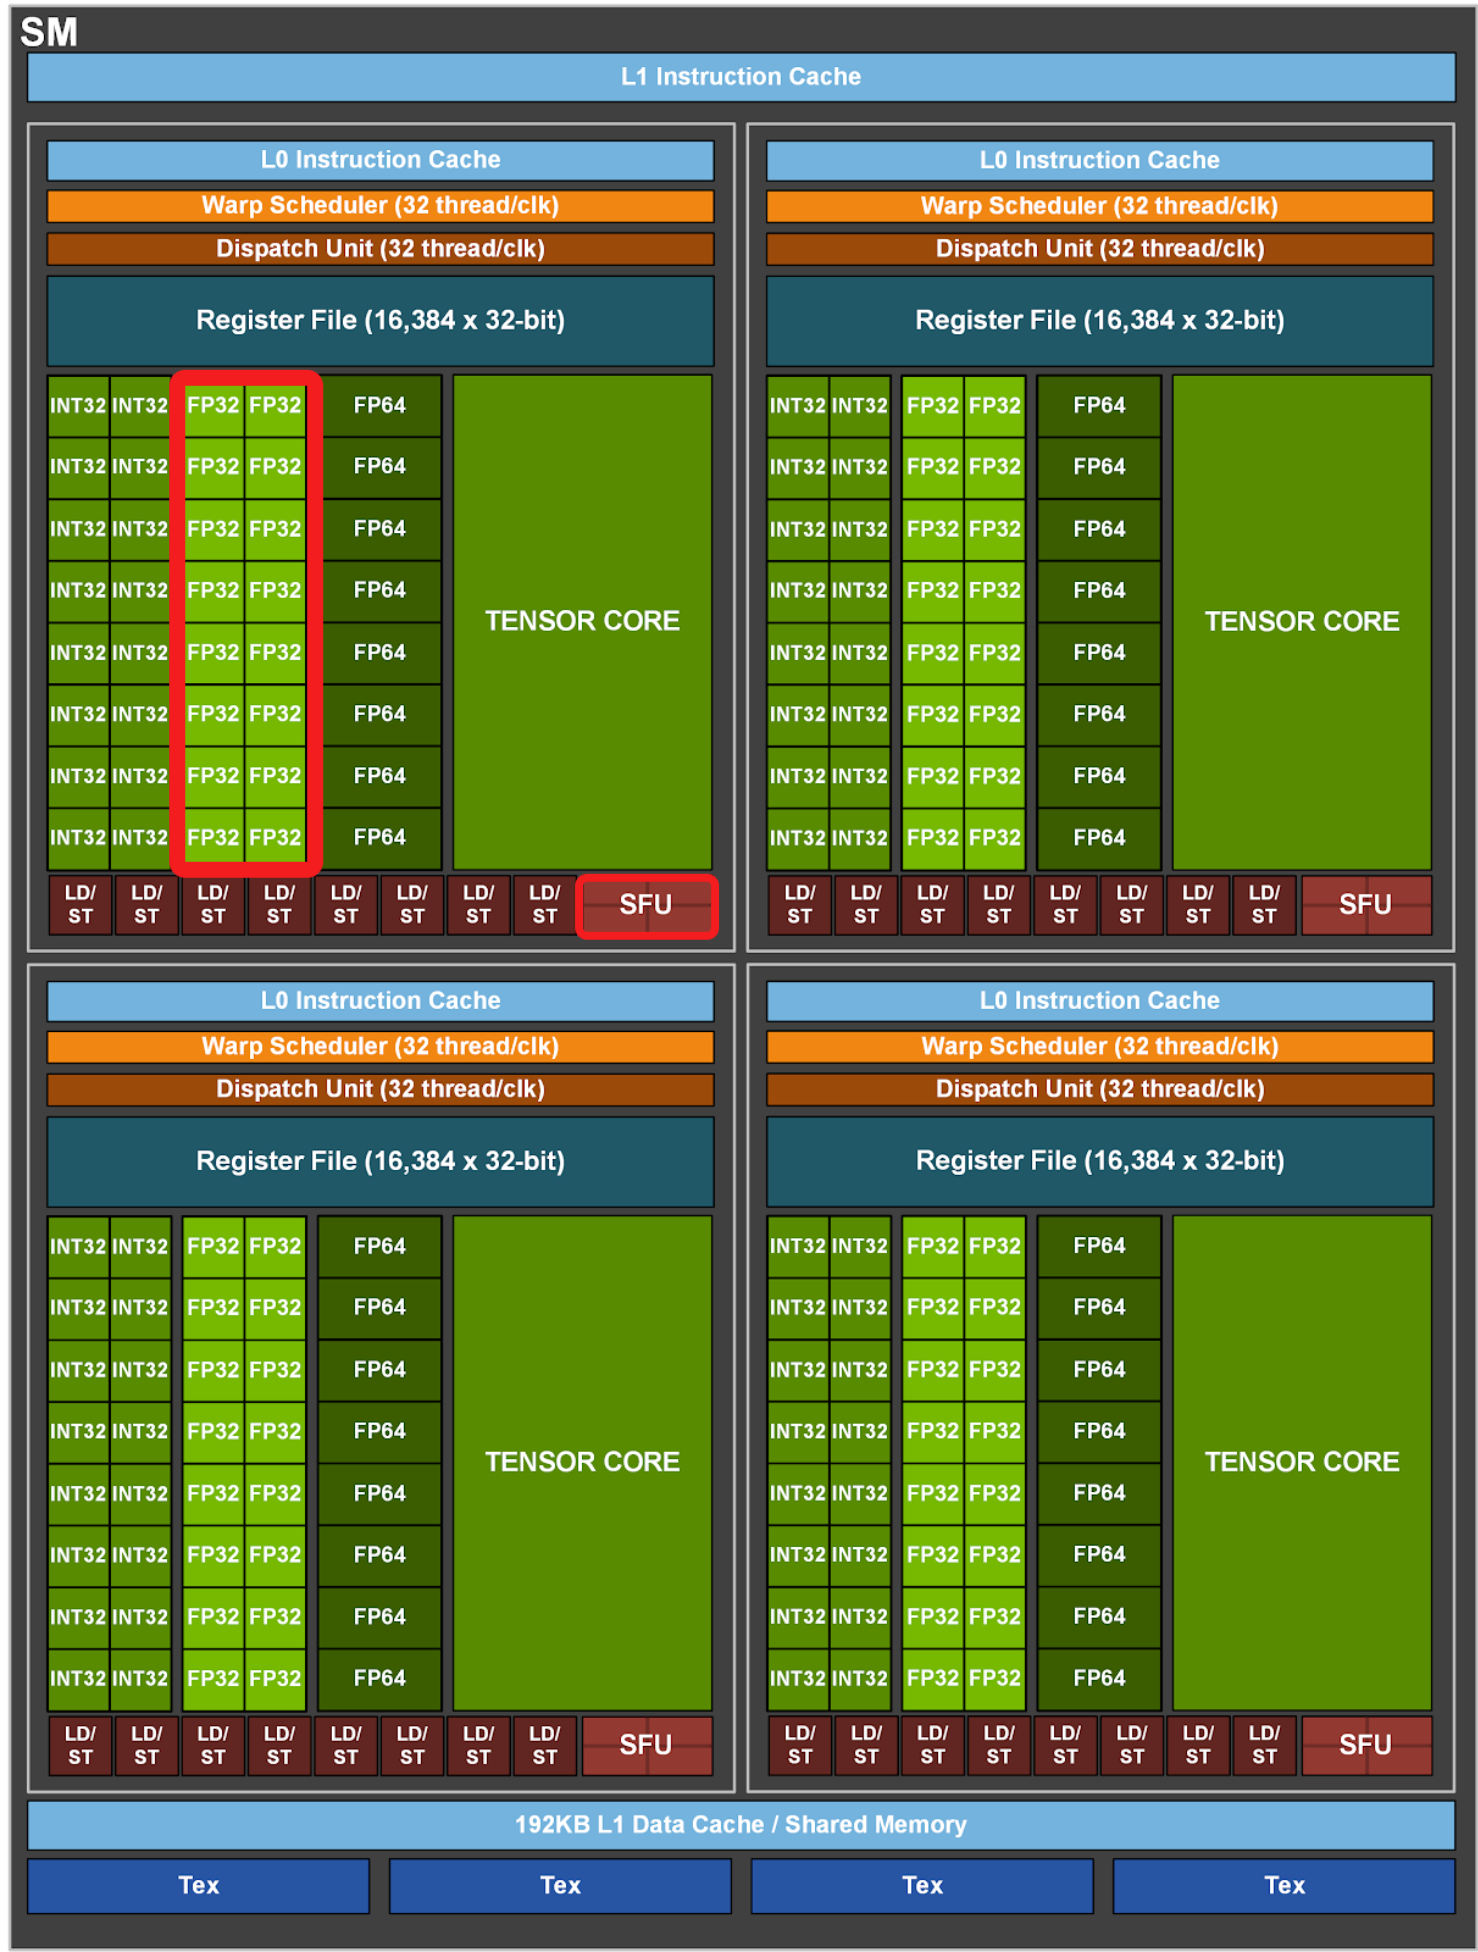 SM
L1 Instruction Cache
L0 Instruction Cache
Warp Scheduler (32 thread/clk)
Dispatch Unit (32 thread/clk)
Register File (16,384 x 32-bit)
INT32 INT32 FP32 FP32 FP64
INT32 INT32 FP32 FP32 FP64
INT32 INT32 FP32 FP32 FP64
INT32 INT32 FP32 FP32 FP64
TENSOR CORE
INT32 INT32 FP32 FP32 FP64
INT32 INT32 FP32 FP32 FP64
INT32 INT32 FP32 FP32 FP64
INT32 INT32 FP32 FP32 FP64
LD/ LD/ LD/ LD/ LD/ LD/ LD/ LD/
ST ST ST ST ST ST ST ST
SFU
L0 Instruction Cache
Warp Scheduler (32 thread/clk)
Dispatch Unit (32 thread/clk)
Register File (16,384 x 32-bit)
INT32 INT32 FP32 FP32 FP64
INT32 INT32 FP32 FP32 FP64
INT32 INT32 FP32 FP32 FP64
INT32 INT32 FP32 FP32 FP64
TENSOR CORE
INT32 INT32 FP32 FP32 FP64
INT32 INT32 FP32 FP32 FP64
INT32 INT32 FP32 FP32 FP64
INT32 INT32 FP32 FP32 FP64
LD/ LD/ LD/ LD/ LD/ LD/ LD/ LD/
ST ST ST ST ST ST ST ST
SFU
L0 Instruction Cache
Warp Scheduler (32 thread/clk)
Dispatch Unit (32 thread/clk)
Register File (16,384 x 32-bit)
INT32 INT32 FP32 FP32 FP64
INT32 INT32 FP32 FP32 FP64
INT32 INT32 FP32 FP32 FP64
INT32 INT32 FP32 FP32 FP64
TENSOR CORE
INT32 INT32 FP32 FP32 FP64
INT32 INT32 FP32 FP32 FP64
INT32 INT32 FP32 FP32 FP64
INT32 INT32 FP32 FP32 FP64
LD/ LD/ LD/ LD/ LD/ LD/ LD/ LD/
ST ST ST ST ST ST ST ST
SFU
L0 Instruction Cache
Warp Scheduler (32 thread/clk)
Dispatch Unit (32 thread/clk)
Register File (16,384 x 32-bit)
INT32 INT32 FP32 FP32 FP64
INT32 INT32 FP32 FP32 FP64
INT32 INT32 FP32 FP32 FP64
INT32 INT32 FP32 FP32 FP64
TENSOR CORE
INT32 INT32 FP32 FP32 FP64
INT32 INT32 FP32 FP32 FP64
INT32 INT32 FP32 FP32 FP64
INT32 INT32 FP32 FP32 FP64
LD/ LD/ LD/ LD/ LD/ LD/ LD/ LD/
ST ST ST ST ST ST ST ST
SFU
192KB L1 Data Cache / Shared Memory
Tex Tex Tex Tex